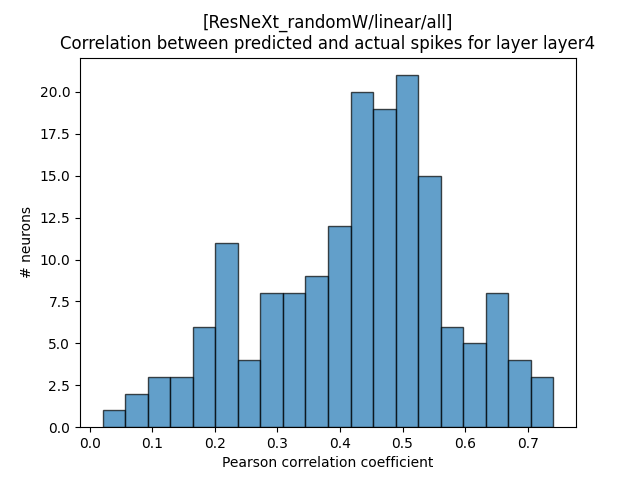 [ResNeXt_randomW/linear/all]
Correlation between predicted and actual spikes for layer layer4
20.0
17.5
15.0
12.5
10.0
7.5
5.0
2.5
0.0
# neurons
0.0 0.1 0.2 0.3 0.4 0.5 0.6 0.7
Pearson correlation coefficient